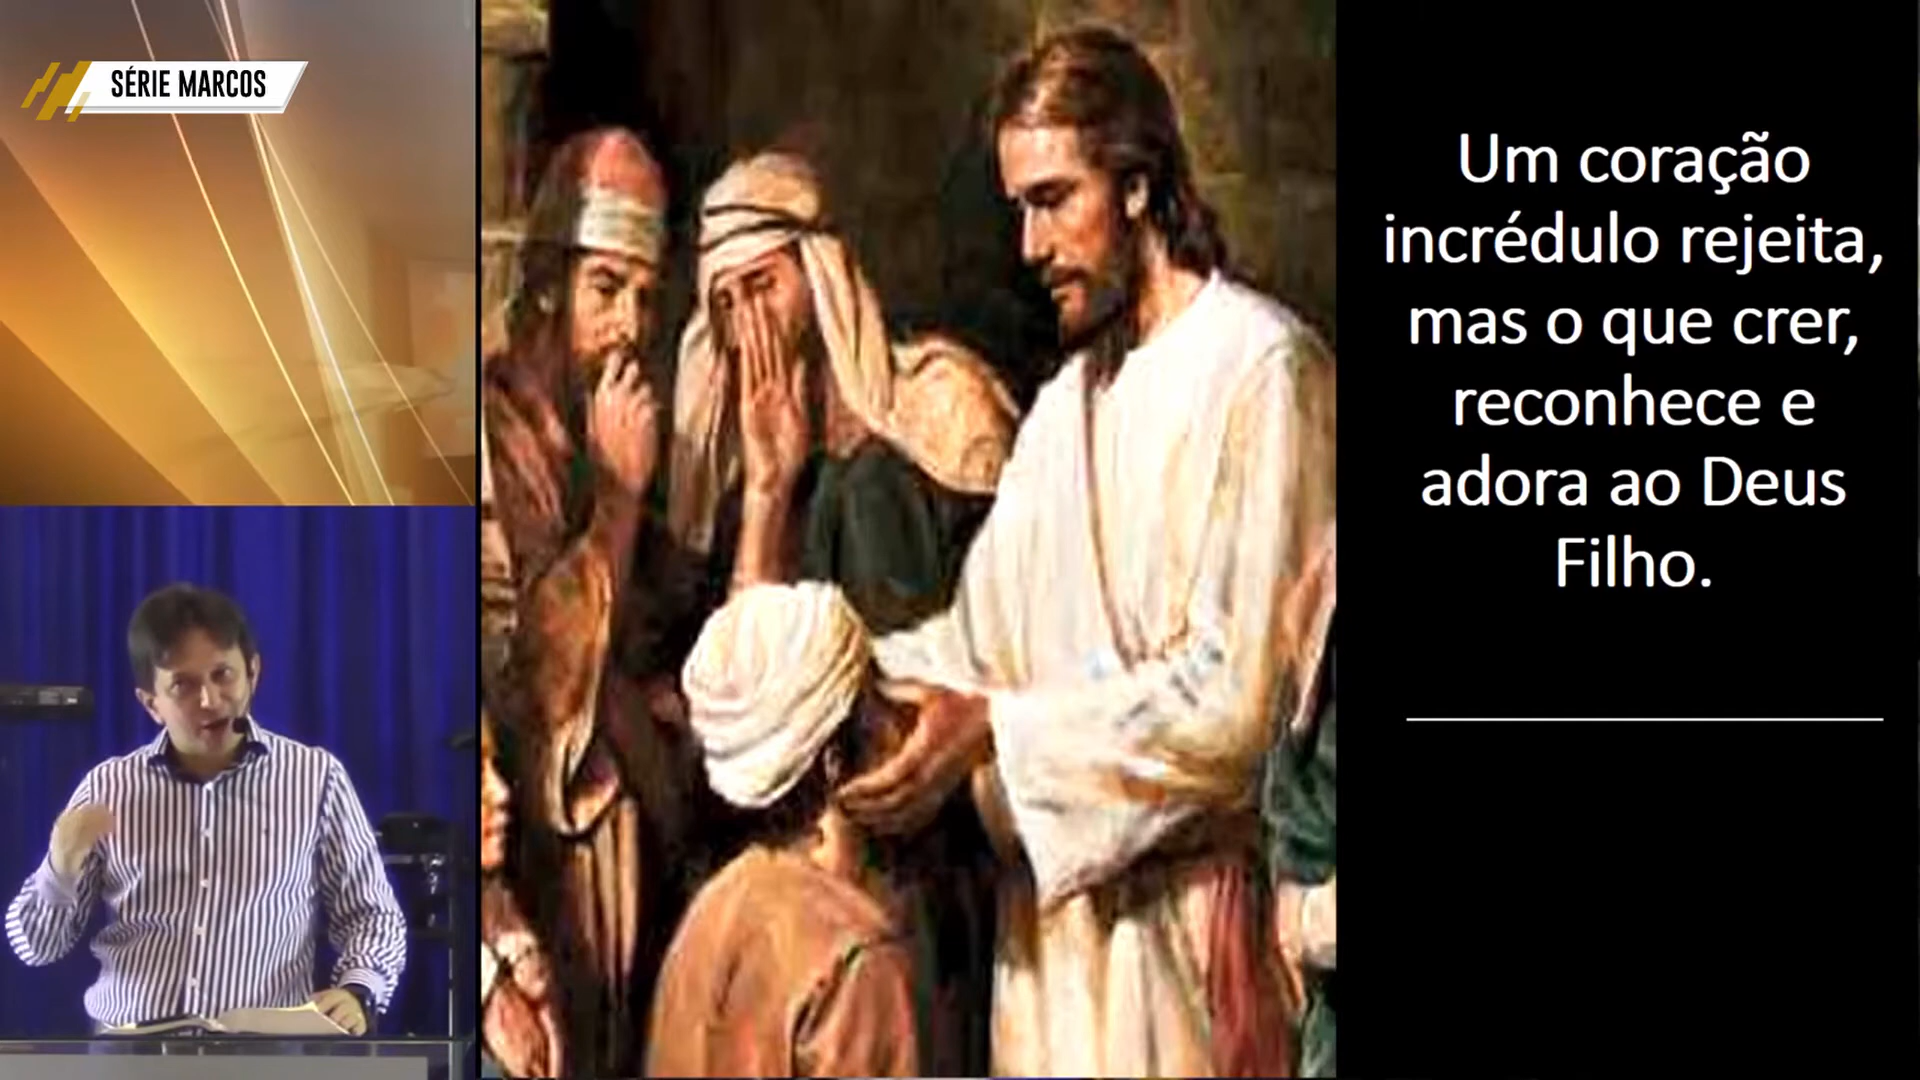 SÉRIE MARCOS
Um coração
incrédulo rejeita,
mas o que crer,
reconhece e
adora ao Deus
Filho.